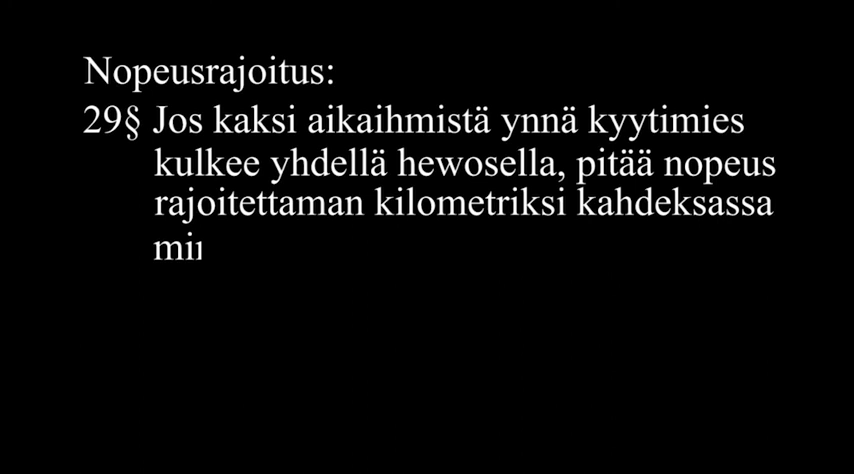 Nopeusrajoitus:
29§ Jos kaksi aikaihmistä ynnä kyytimies
kulkee yhdellä hewosella, pitää nopeus
rajoitettaman kilometriksi kahdeksassa